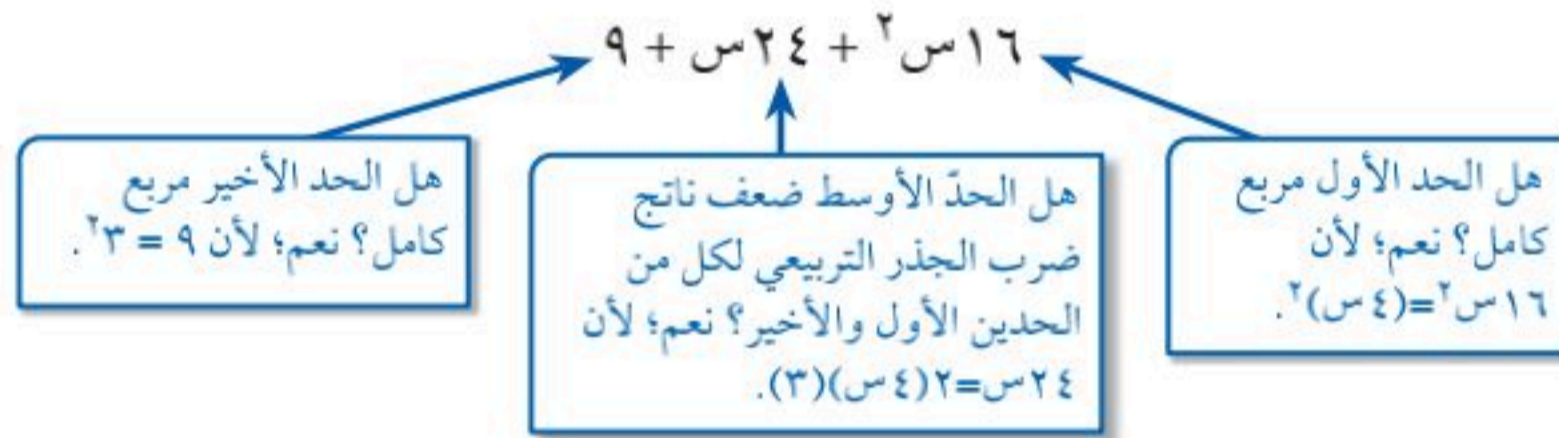 ١٦س٢ + ٢٤س + ٩
هل الحد الأول مربع
كامل؟ نعم؛ لأن
١٦س٢=(٤س)٢.
هل الحدّ الأوسط ضعف ناتج
ضرب الجذر التربيعي لكل من
الحدين الأول والأخير؟ نعم؛ لأن
٢٤س=٢(٤س)(٣).
هل الحد الأخير مربع
كامل؟ نعم؛ لأن ٩ = ٣٢.